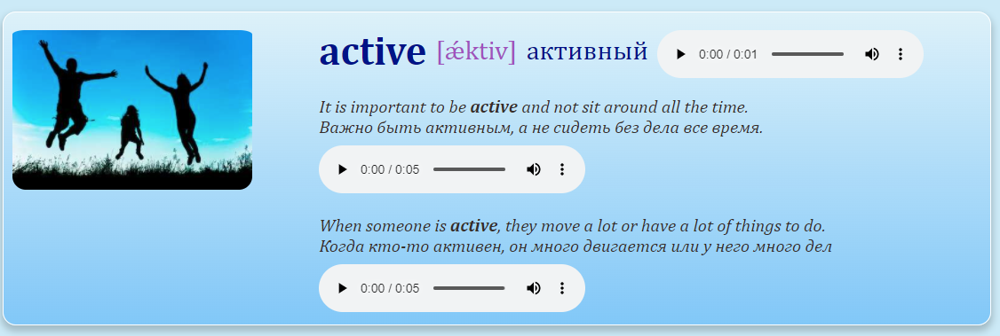 active [ǽktiv] активный 0:00 / 0:01
It is important to be active and not sit around all the time.
Важно быть активным, а не сидеть без дела все время.
0:00 / 0:05
When someone is active, they move a lot or have a lot of things to do.
Когда кто-то активен, он много двигается или у него много дел
0:00 / 0:05